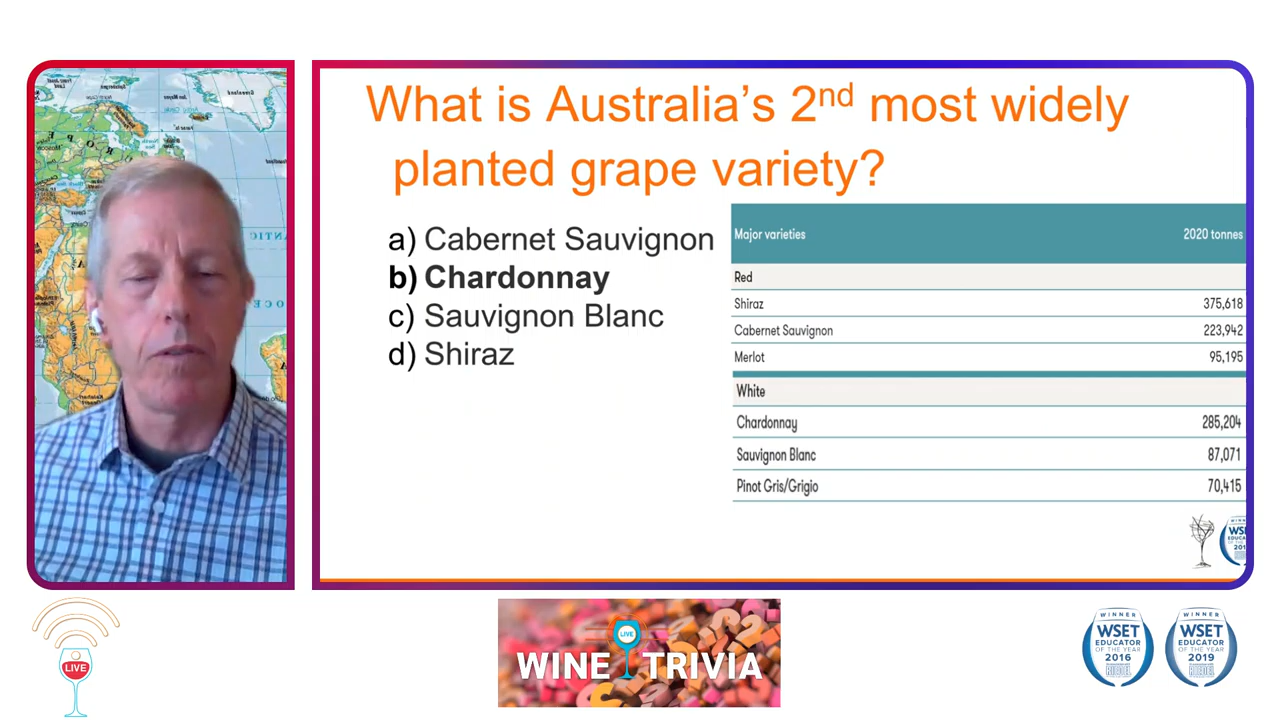 What is Australia's 2nd most widely
planted grape variety?
a) Cabernet Sauvignon
b) Chardonnay
c) Sauvignon Blanc
d) Shiraz
Major varieties 2020 tonnes
Red
Shiraz 375,618
Cabernet Sauvignon 223,942
Merlot 95,195
White
Chardonnay 285,204
Sauvignon Blanc 87,071
Pinot Gris/Grigio 70,415
LIVE
LIVE
WINE TRIVIA
WINNER
WSET
EDUCATOR
OF THE YEAR
2016
RIEDEL
WINNER
WSET
EDUCATOR
OF THE YEAR
2019
RIEDEL